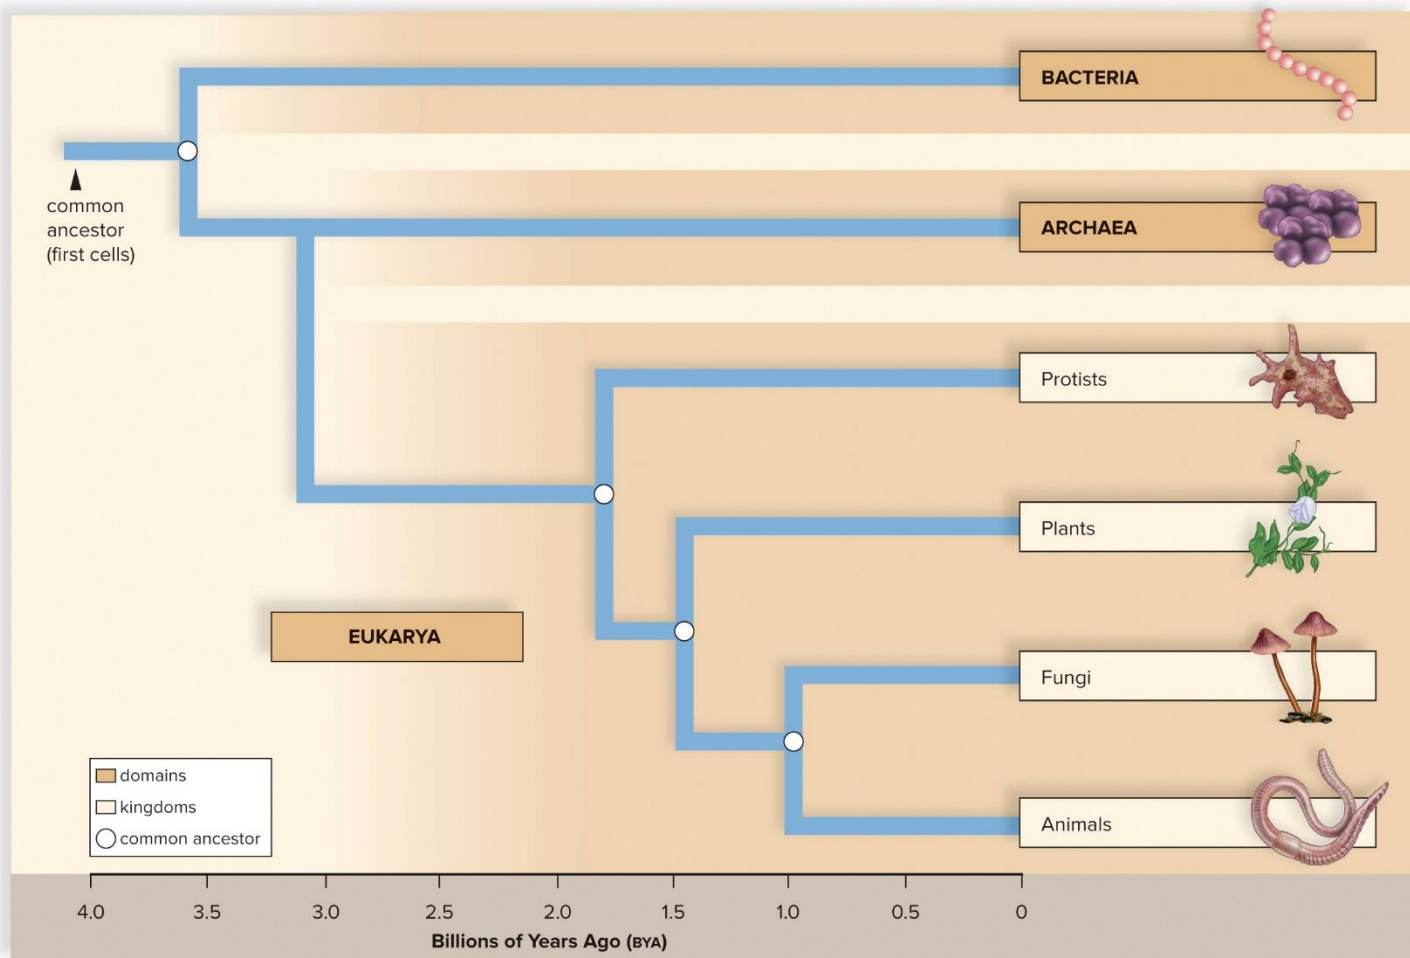 BACTERIA
common
ancestor
(first cells)
ARCHAEA
Protists
Plants
EUKARYA
Fungi
domains
kingdoms
common ancestor
Animals
4.0 3.5 3.0 2.5 2.0 1.5 1.0 0.5 0
Billions of Years Ago (BYA)